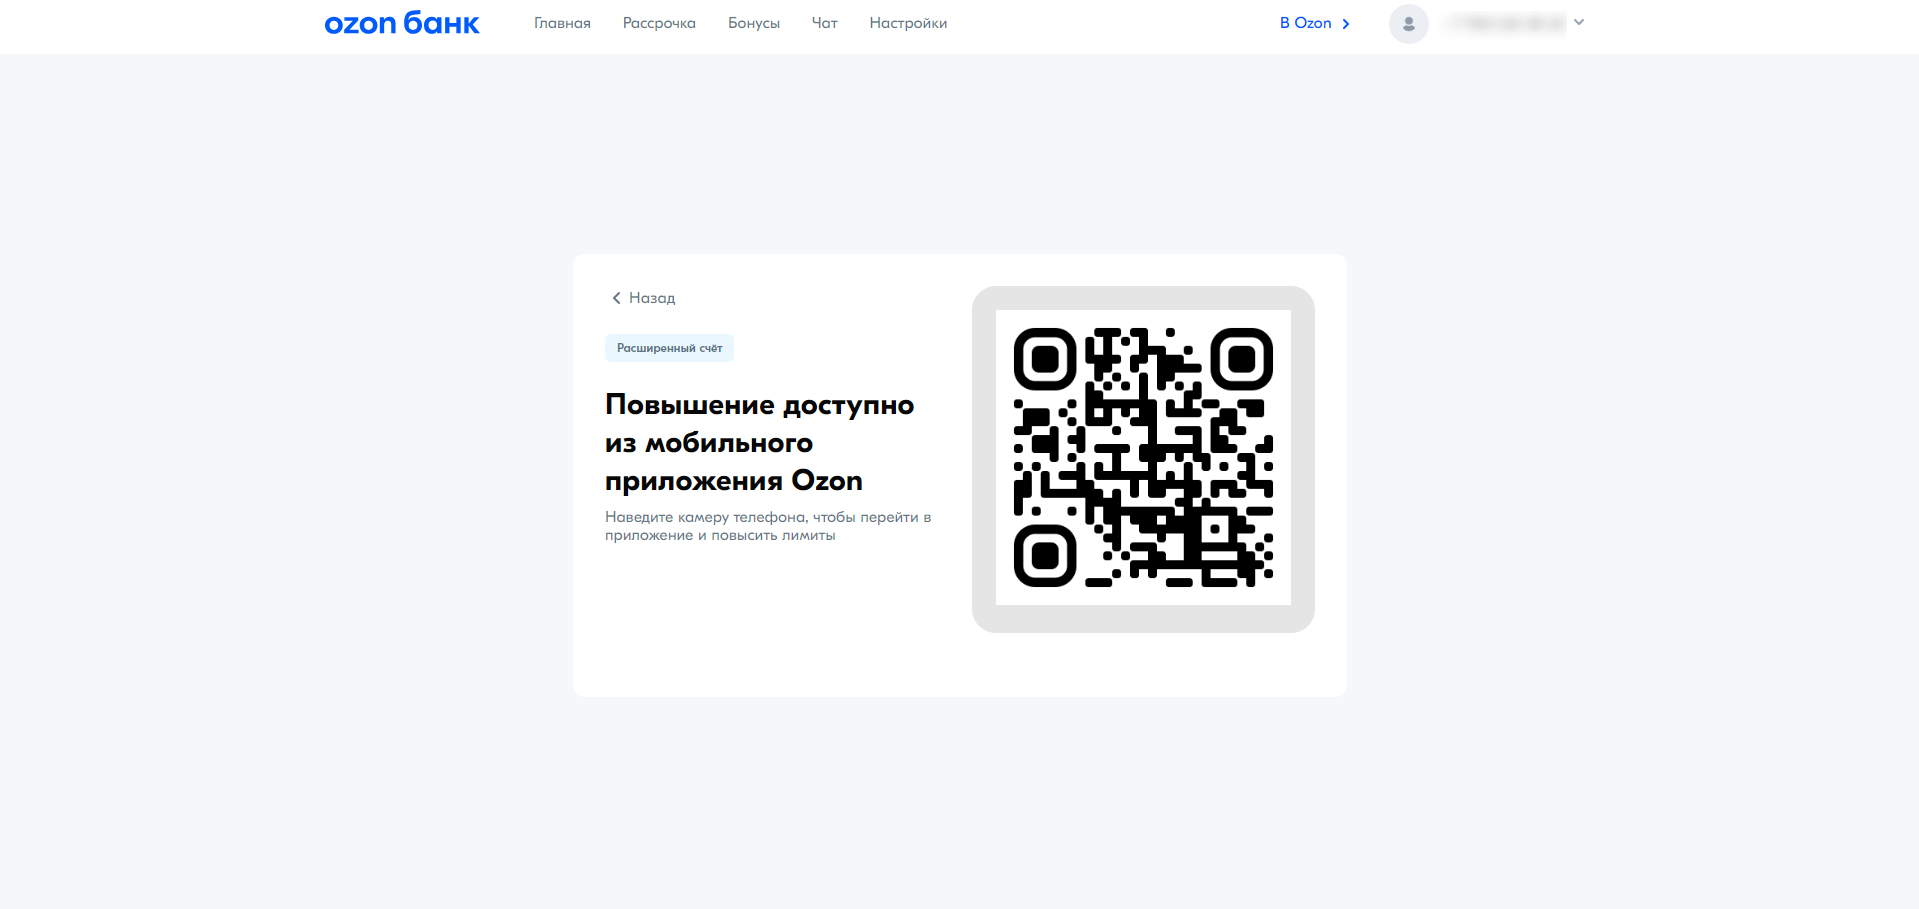 ozon банк
Главная
Рассрочка
Бонусы
Чат
Настройки
В Ozon
Назад
Расширенный счёт
Повышение доступно
из мобильного
приложения Ozon
Наведите камеру телефона, чтобы перейти в
приложение и повысить лимиты